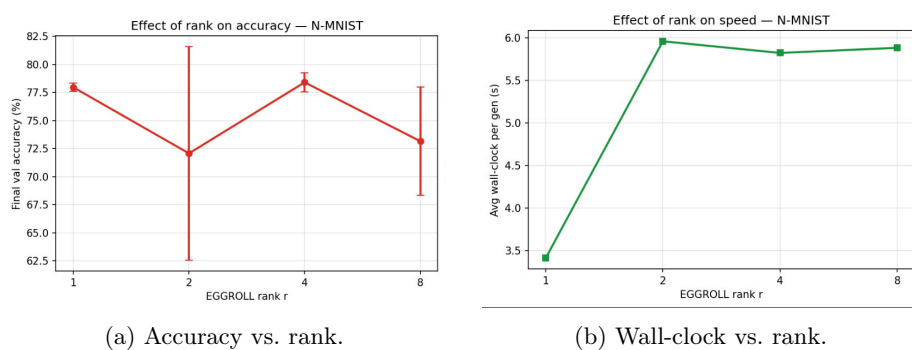 Effect of rank on accuracy — N-MNIST
82.5
80.0
77.5
75.0
72.5
70.0
67.5
65.0
62.5
Final val accuracy (%)
1
2
4
8
EGGROLL rank r
(a) Accuracy vs. rank.
Effect of rank on speed — N-MNIST
6.0
5.5
5.0
4.5
4.0
3.5
Avg wall-clock per gen (s)
1
2
4
8
EGGROLL rank r
(b) Wall-clock vs. rank.